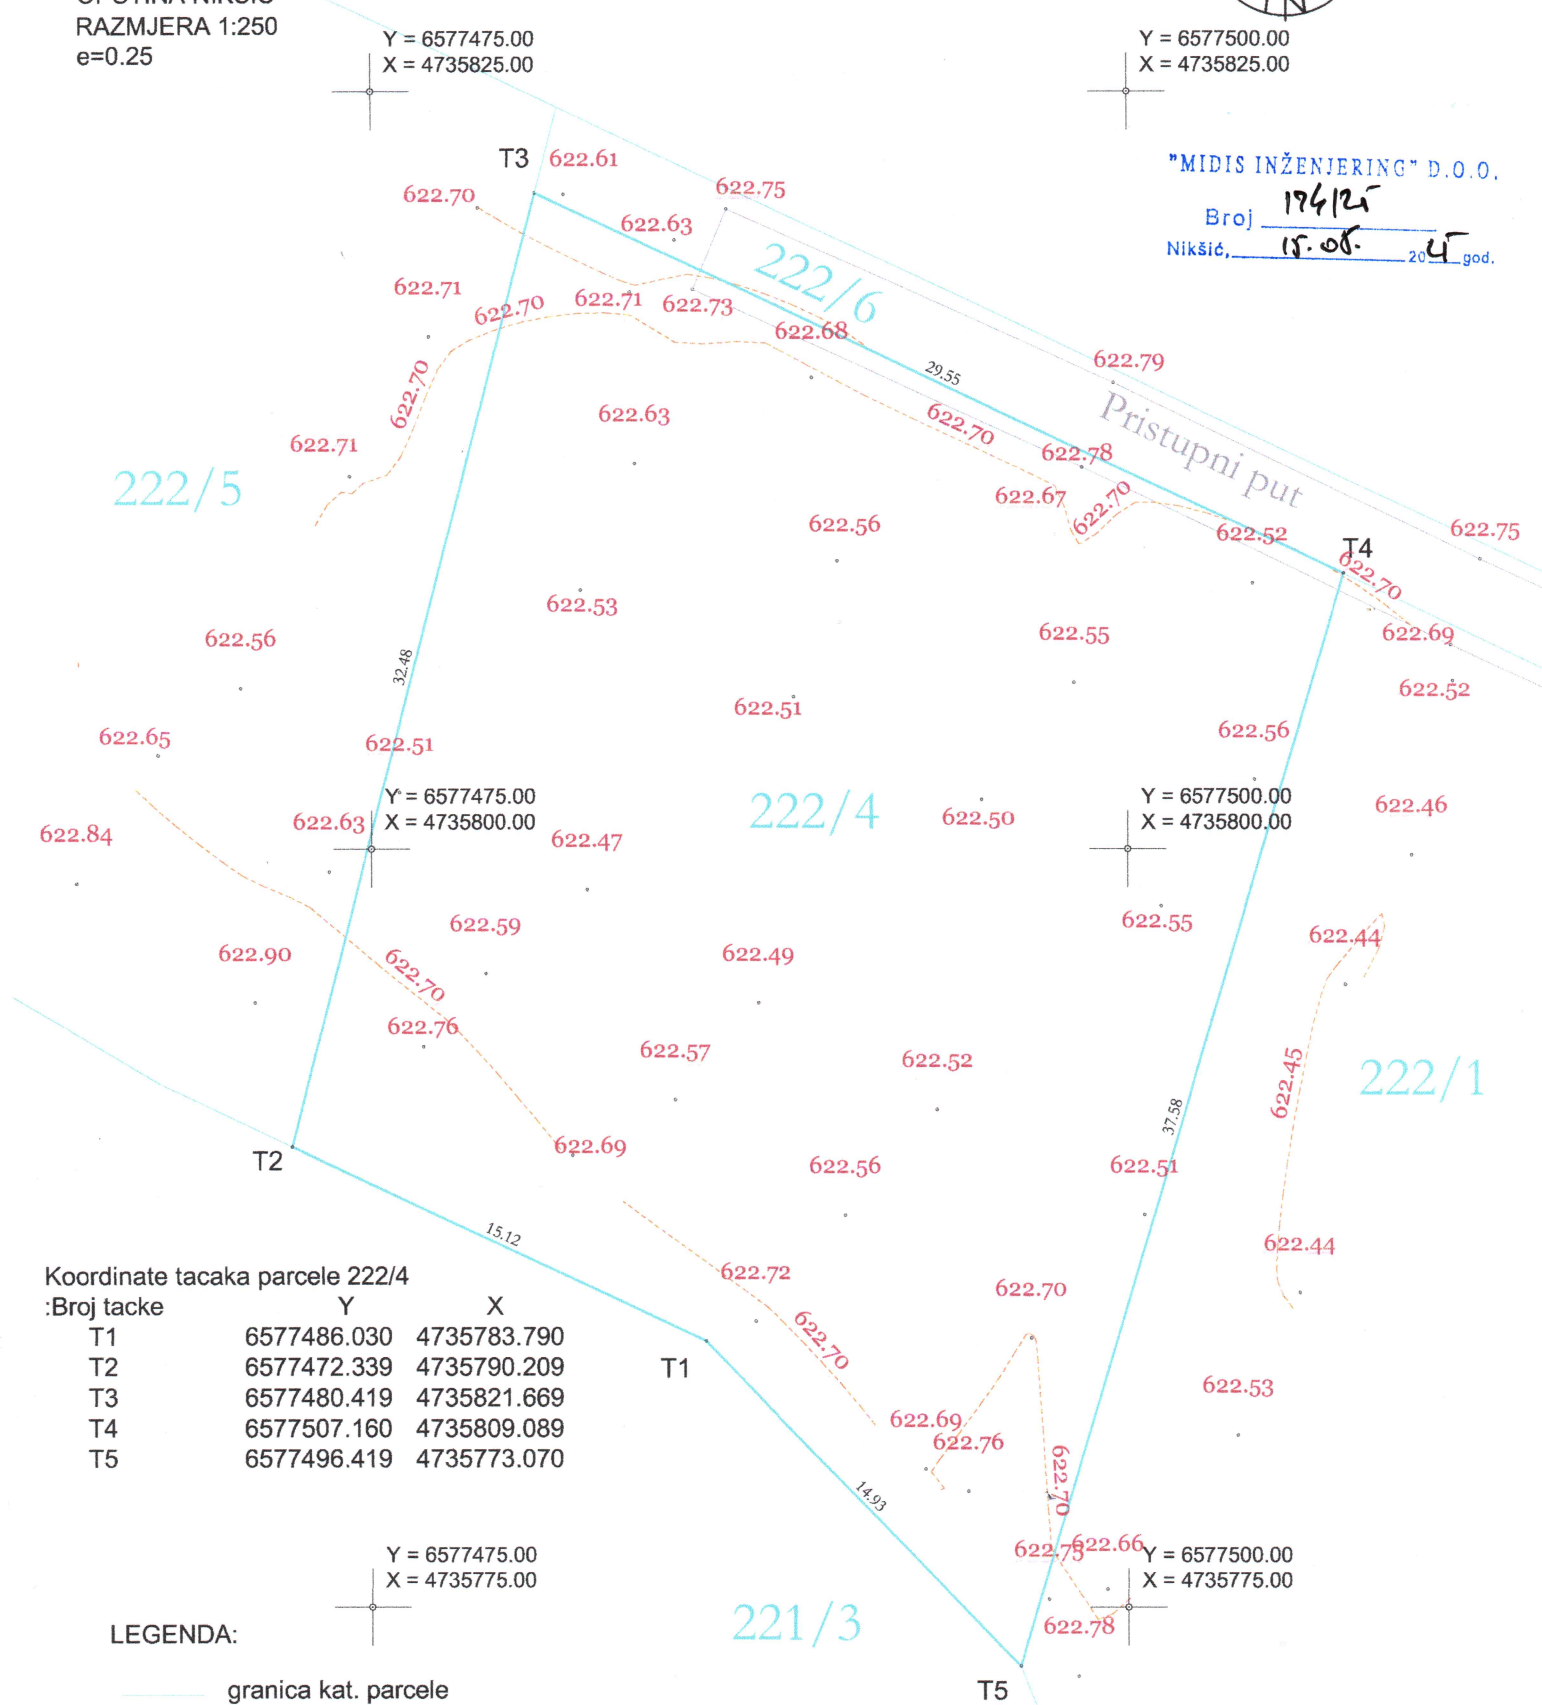 RAZMJERA 1:250
e=0.25
Y = 6577475.00
X = 4735825.00
Y = 6577500.00
X = 4735825.00
"MIDIS INŽENJERING" D.O.O.
Broj
Nikšić, 15.05. 20 god.
T3
622.61
622.70
622.75
622.63
222/6
622.71
622.70
622.71
622.73
622.68
622.79
29.55
622.70
Pristupni put
622.63
622.70
622.78
622.71
222/5
622.67
622.70
622.56
622.52
622.75
T4
622.70
622.53
622.56
622.55
622.69
32.48
622.52
622.51
622.65
622.51
622.56
Y = 6577475.00
X = 4735800.00
222/4
Y = 6577500.00
X = 4735800.00
622.46
622.84
622.63
622.47
622.50
622.59
622.55
622.44
622.90
622.70
622.49
622.76
622.57
622.52
622.45
222/1
37.58
T2
622.69
622.56
622.51
15.12
622.44
622.72
622.70
Koordinate tacaka parcele 222/4
:Broj tacke Y X
T1 6577486.030 4735783.790
T2 6577472.339 4735790.209
T3 6577480.419 4735821.669
T4 6577507.160 4735809.089
T5 6577496.419 4735773.070
622.70
T1
622.53
622.69
622.76
622.70
14.93
622.75
622.66
Y = 6577475.00
X = 4735775.00
Y = 6577500.00
X = 4735775.00
221/3
622.78
LEGENDA:
T5
granica kat. parcele